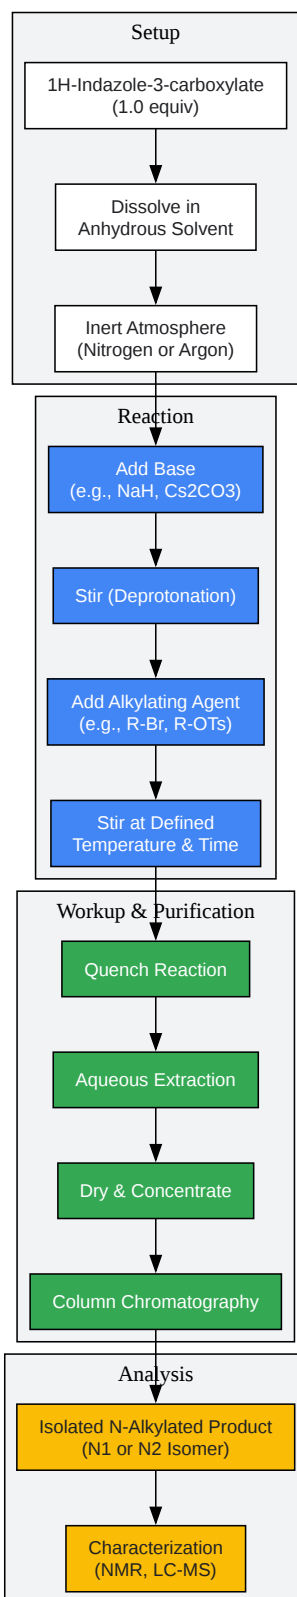 Setup
1H-Indazole-3-carboxylate
(1.0 equiv)
Dissolve in
Anhydrous Solvent
Inert Atmosphere
(Nitrogen or Argon)
Reaction
Add Base
(e.g., NaH, Cs2CO3)
Stir (Deprotonation)
Add Alkylating Agent
(e.g., R-Br, R-OTs)
Stir at Defined
Temperature & Time
Workup & Purification
Quench Reaction
Aqueous Extraction
Dry & Concentrate
Column Chromatography
Analysis
Isolated N-Alkylated Product
(N1 or N2 Isomer)
Characterization
(NMR, LC-MS)